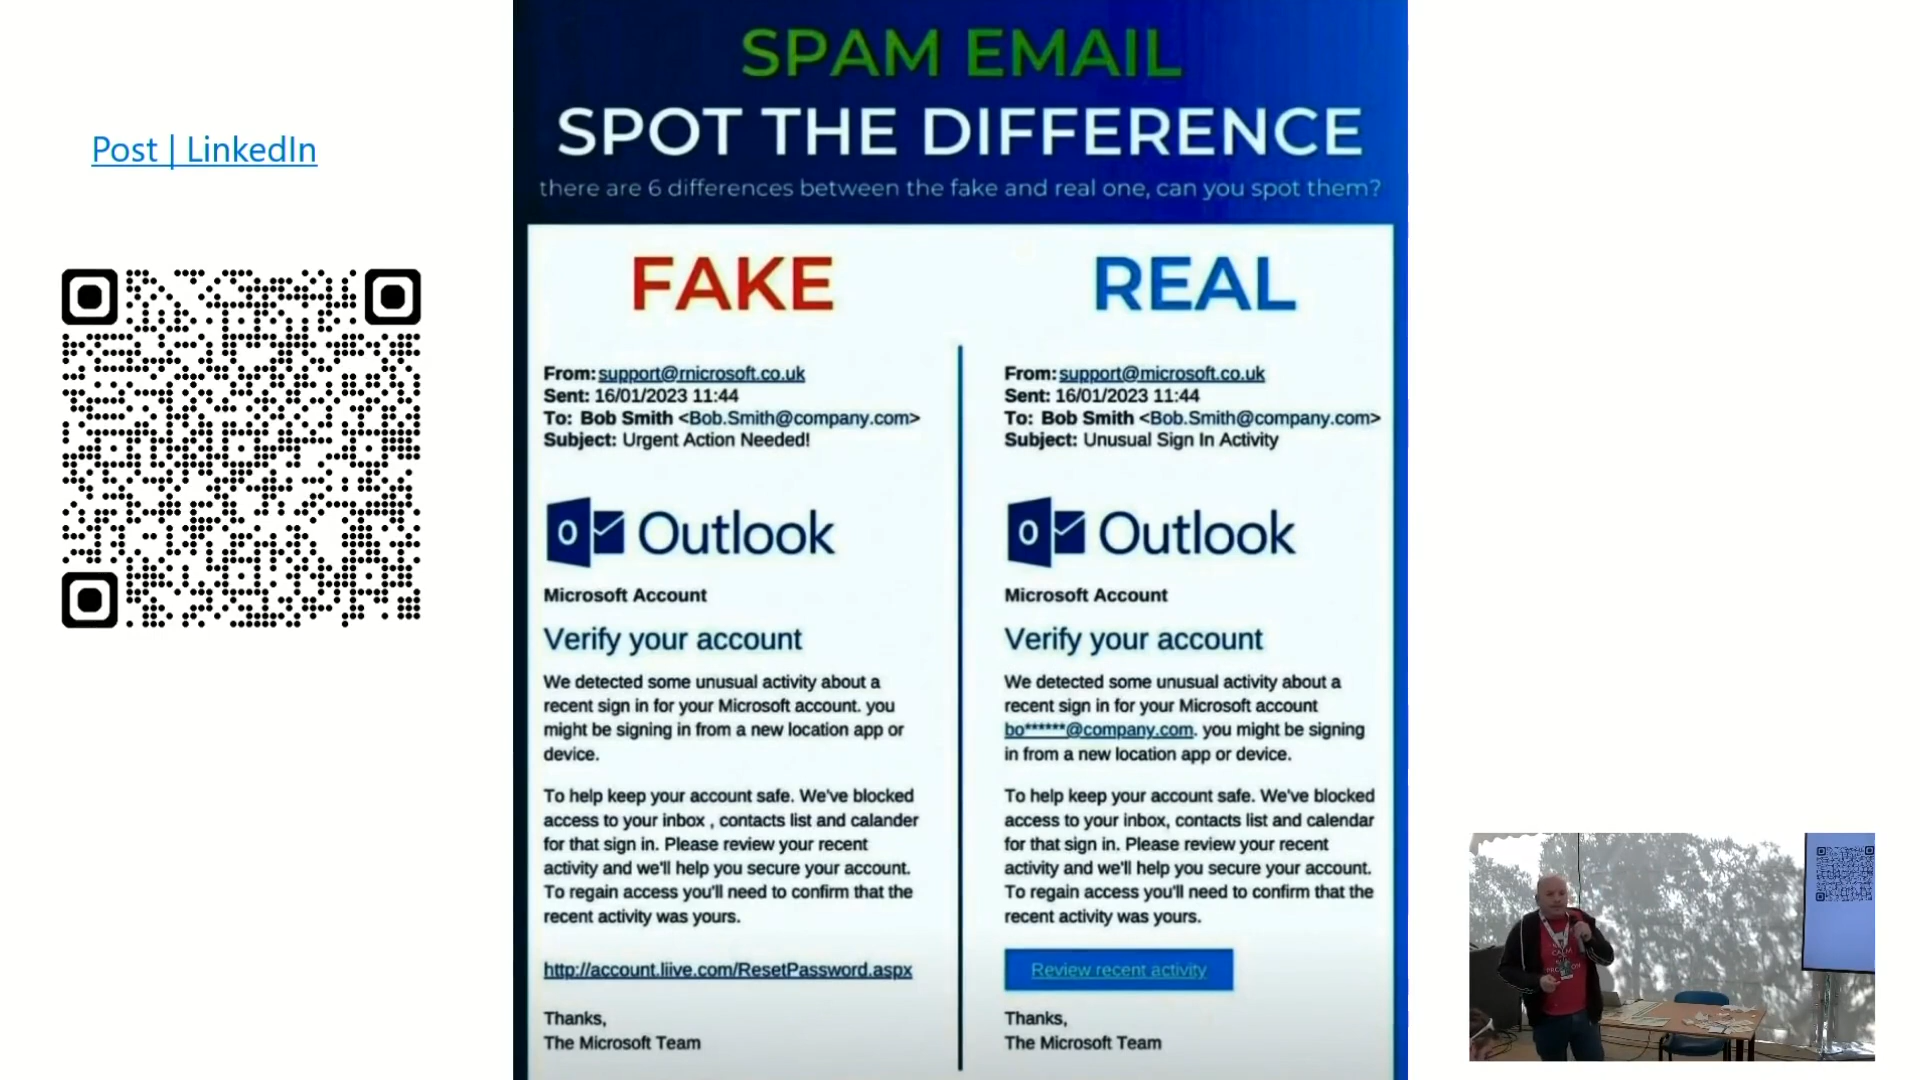 Post | LinkedIn
SPAM EMAIL
SPOT THE DIFFERENCE
there are 6 differences between the fake and real one, can you spot them?
FAKE
From: support@rnicrosoft.co.uk
Sent: 16/01/2023 11:44
To: Bob Smith <Bob.Smith@company.com>
Subject: Urgent Action Needed!
Outlook
Microsoft Account
Verify your account
We detected some unusual activity about a
recent sign in for your Microsoft account. you
might be signing in from a new location app or
device.
To help keep your account safe. We've blocked
access to your inbox , contacts list and calander
for that sign in. Please review your recent
activity and we'll help you secure your account.
To regain access you'll need to confirm that the
recent activity was yours.
http://account.liive.com/ResetPassword.aspx
Thanks,
The Microsoft Team
REAL
From: support@microsoft.co.uk
Sent: 16/01/2023 11:44
To: Bob Smith <Bob.Smith@company.com>
Subject: Unusual Sign In Activity
Outlook
Microsoft Account
Verify your account
We detected some unusual activity about a
recent sign in for your Microsoft account
bo******@company.com. you might be signing
in from a new location app or device.
To help keep your account safe. We've blocked
access to your inbox, contacts list and calendar
for that sign in. Please review your recent
activity and we'll help you secure your account.
To regain access you'll need to confirm that the
recent activity was yours.
Review recent activity
Thanks,
The Microsoft Team
CALM